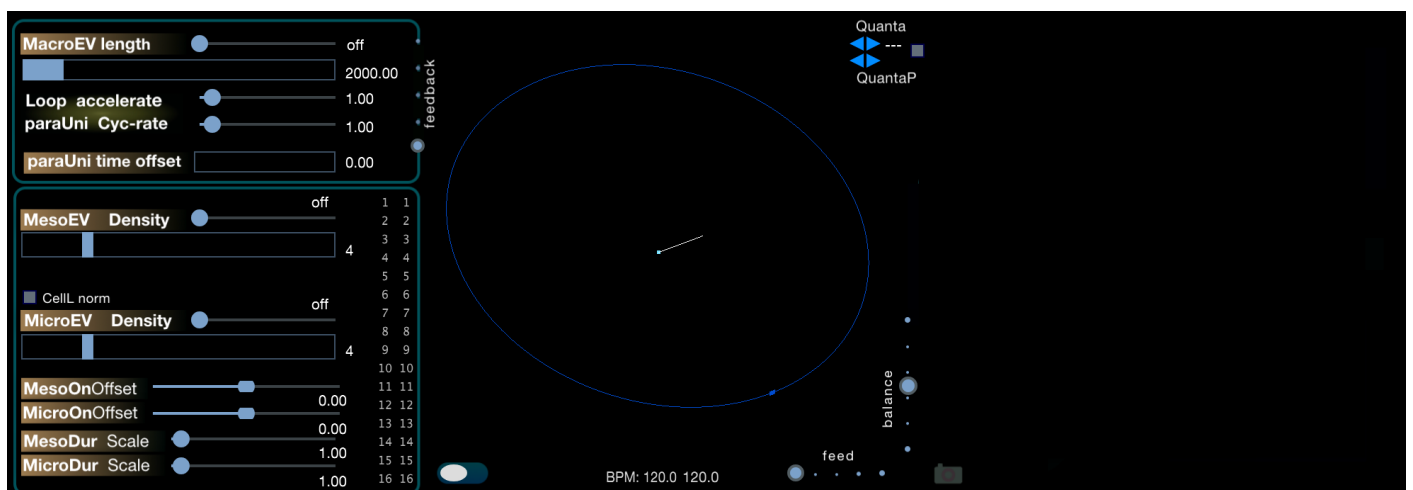 MacroEV length off
2000.00
Loop accelerate 1.00
paraUni Cyc-rate 1.00
paraUni time offset 0.00
feedback
off
MesoEV Density
4
CellL norm
off
MicroEV Density
4
MesoOnOffset
0.00
MicroOnOffset
0.00
MesoDur Scale
1.00
MicroDur Scale
1.00
1 1
2 2
3 3
4 4
5 5
6 6
7 7
8 8
9 9
10 10
11 11
12 12
13 13
14 14
15 15
16 16
Quanta
---
QuantaP
balance
feed
BPM: 120.0 120.0